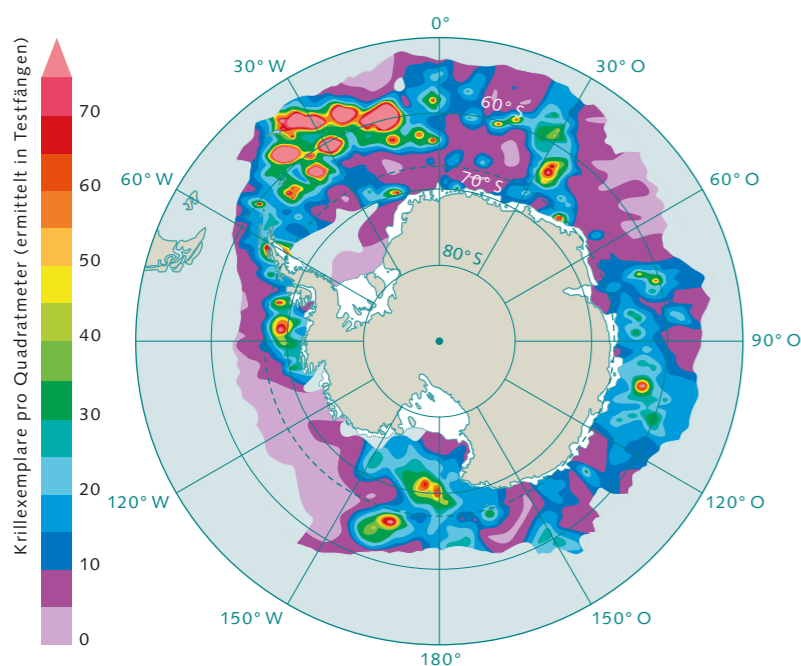 Krillexemplare pro Quadratmeter (ermittelt in Testfängen)
70
60
50
40
30
20
10
0
0°
30° W
30° O
60° S
60° W
60° O
70° S
80° S
90° O
120° W
120° O
150° W
150° O
180°